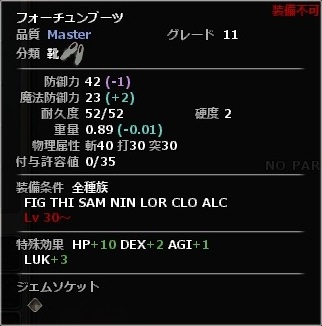 フォーチュンブーツ
装備不可
品質 Master グレード 11
分類 靴
防御力 42 (-1)
魔法防御力 23 (+2)
耐久度 52/52 硬度 2
重量 0.89 (-0.01)
物理属性 斬40 打30 突30
付与許容値 0/35
NO PAR
装備条件 全種族
FIG THI SAM NIN LOR CLO ALC
Lv 30～
特殊効果 HP+10 DEX+2 AGI+1
LUK+3
ジェムソケット